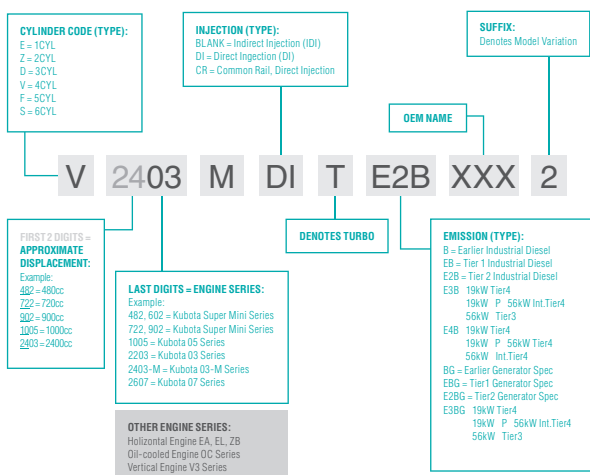 CYLINDER CODE (TYPE):
E = 1CYL
Z = 2CYL
D = 3CYL
V = 4CYL
F = 5CYL
S = 6CYL
INJECTION (TYPE):
BLANK = Indirect Injection (IDI)
DI = Direct Ingection (DI)
CR = Common Rail, Direct Injection
SUFFIX:
Denotes Model Variation
OEM NAME
V 2403 M DI T E2B XXX 2
FIRST 2 DIGITS =
APPROXIMATE
DISPLACEMENT:
Example:
482 = 480cc
722 = 720cc
902 = 900cc
1005 = 1000cc
2403 = 2400cc
LAST DIGITS = ENGINE SERIES:
Example:
482, 602 = Kubota Super Mini Series
722, 902 = Kubota Super Mini Series
1005 = Kubota 05 Series
2203 = Kubota 03 Series
2403-M = Kubota 03-M Series
2607 = Kubota 07 Series
OTHER ENGINE SERIES:
Holizontal Engine EA, EL, ZB
Oil-cooled Engine OC Series
Vertical Engine V3 Series
DENOTES TURBO
EMISSION (TYPE):
B = Earlier Industrial Diesel
EB = Tier 1 Industrial Diesel
E2B = Tier 2 Industrial Diesel
E3B 19kW Tier4
19kW P 56kW Int.Tier4
56kW Tier3
E4B 19kW Tier4
19kW P 56kW Tier4
56kW Int.Tier4
BG = Earlier Generator Spec
EBG = Tier1 Generator Spec
E2BG = Tier2 Generator Spec
E3BG 19kW Tier4
19kW P 56kW Int.Tier4
56kW Tier3